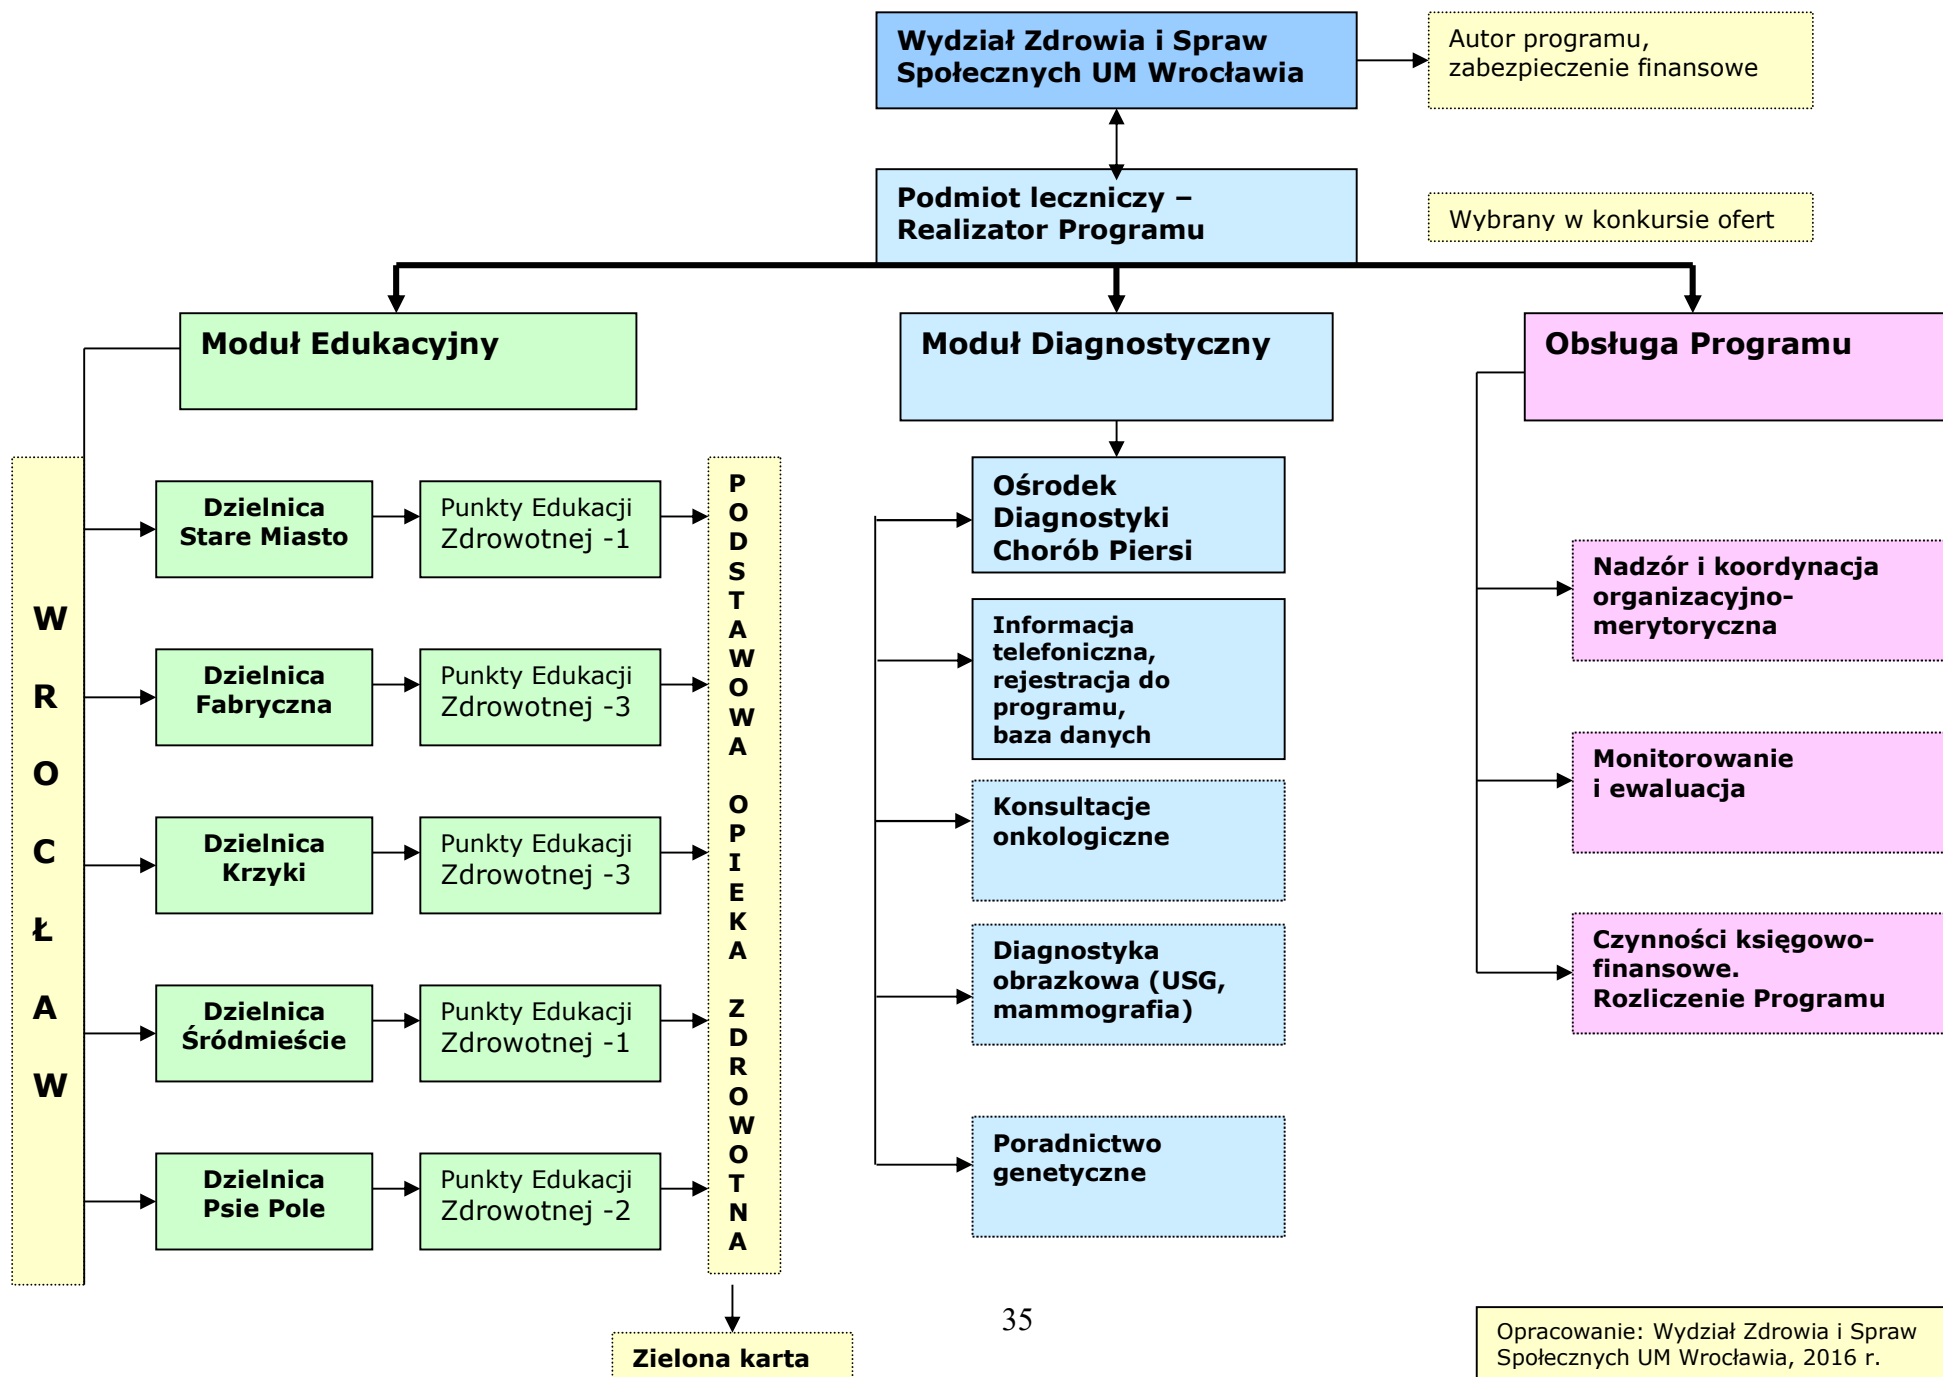 Wydział Zdrowia i Spraw
Społecznych UM Wrocławia
Autor programu,
zabezpieczenie finansowe
Podmiot leczniczy –
Realizator Programu
Wybrany w konkursie ofert
Moduł Edukacyjny
Moduł Diagnostyczny
Obsługa Programu
WROCŁAW
Dzielnica
Stare Miasto
Punkty Edukacji
Zdrowotnej -1
Dzielnica
Fabryczna
Punkty Edukacji
Zdrowotnej -3
Dzielnica
Krzyki
Punkty Edukacji
Zdrowotnej -3
Dzielnica
Śródmieście
Punkty Edukacji
Zdrowotnej -1
Dzielnica
Psie Pole
Punkty Edukacji
Zdrowotnej -2
PODSTAWOWA OPIEKA ZDROWOTNA
Zielona karta
Ośrodek
Diagnostyki
Chorób Piersi
Informacja
telefoniczna,
rejestracja do
programu,
baza danych
Konsultacje
onkologiczne
Diagnostyka
obrazkowa (USG,
mammografia)
Poradnictwo
genetyczne
Nadzór i koordynacja
organizacyjno-
merytoryczna
Monitorowanie
i ewaluacja
Czynności księgowo-
finansowe.
Rozliczenie Programu
35
Opracowanie: Wydział Zdrowia i Spraw
Społecznych UM Wrocławia, 2016 r.